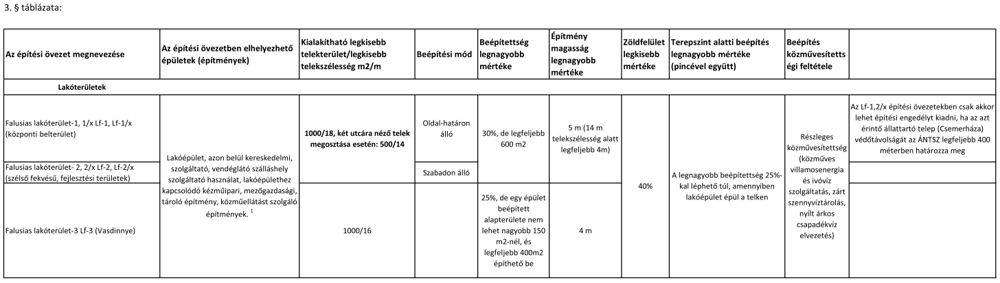 3. § táblázata:
Az építési övezet megnevezése
Az építési övezetben elhelyezhető
épületek (építmények)
Kialakítható legkisebb
telekterület/legkisebb
telekszélesség m2/m
Beépítési mód
Beépítettség
legnagyobb
mértéke
Építmény
magasság
legnagyobb
mértéke
Zöldfelület
legkisebb
mértéke
Terepszint alatti beépítés
legnagyobb mértéke
(pincével együtt)
Beépítés
közművesítetts
égi feltétele
Lakóterületek
Falusias lakóterület-1, 1/x Lf-1, Lf-1/x
(központi belterület)
Lakóépület, azon belül kereskedelmi,
szolgáltató, vendéglátó szálláshely
szolgáltató használat, lakóépülethez
kapcsolódó kézműipari, mezőgazdasági,
tároló építmény, közműellátást szolgáló
építmények. 1
1000/18, két utcára néző telek
megosztása esetén: 500/14
Oldal-határon
álló
30%, de legfeljebb
600 m2
5 m (14 m
telekszélesség alatt
legfeljebb 4m)
40%
A legnagyobb beépítettség 25%-
kal léphető túl, amennyiben
lakóépület épül a telken
Részleges
közművesítettség
(közműves
villamosenergia
és ivóvíz
szolgáltatás, zárt
szennyvíztárolás,
nyílt árkos
csapadékvíz
elvezetés)
Az Lf-1,2/x építési övezetekben csak akkor
lehet építési engedélyt kiadni, ha az azt
érintő állattartó telep (Csemerháza)
védőtávolságát az ÁNTSZ legfeljebb 400
méterben határozza meg
Falusias lakóterület- 2, 2/x Lf-2, Lf-2/x
(szélső fekvésű, fejlesztési területek)
Szabadon álló
Falusias lakóterület-3 Lf-3 (Vasdinnye)
1000/16
25%, de egy épület
beépített
alapterülete nem
lehet nagyobb 150
m2-nél, és
legfeljebb 400m2
építhető be
4 m